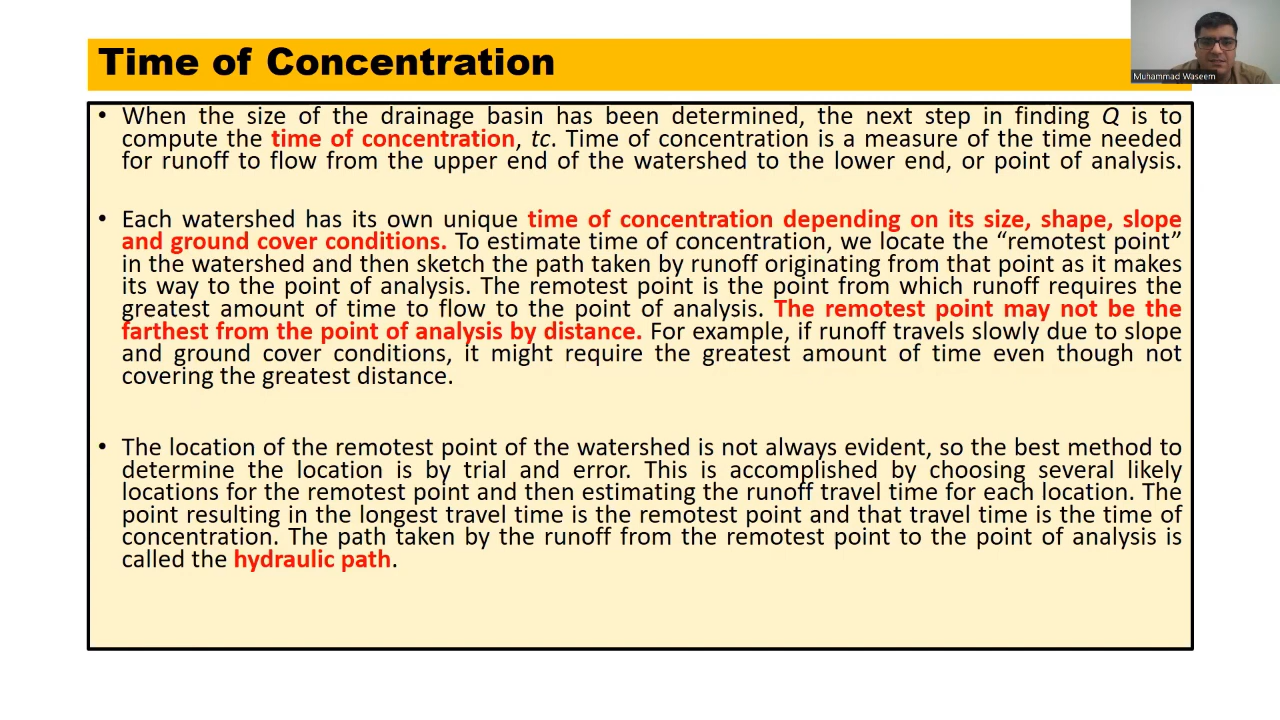 Time of Concentration
Muhammad Waseem
• When the size of the drainage basin has been determined, the next step in finding Q is to
compute the time of concentration, tc. Time of concentration is a measure of the time needed
for runoff to flow from the upper end of the watershed to the lower end, or point of analysis.
• Each watershed has its own unique time of concentration depending on its size, shape, slope
and ground cover conditions. To estimate time of concentration, we locate the “remotest point”
in the watershed and then sketch the path taken by runoff originating from that point as it makes
its way to the point of analysis. The remotest point is the point from which runoff requires the
greatest amount of time to flow to the point of analysis. The remotest point may not be the
farthest from the point of analysis by distance. For example, if runoff travels slowly due to slope
and ground cover conditions, it might require the greatest amount of time even though not
covering the greatest distance.
• The location of the remotest point of the watershed is not always evident, so the best method to
determine the location is by trial and error. This is accomplished by choosing several likely
locations for the remotest point and then estimating the runoff travel time for each location. The
point resulting in the longest travel time is the remotest point and that travel time is the time of
concentration. The path taken by the runoff from the remotest point to the point of analysis is
called the hydraulic path.